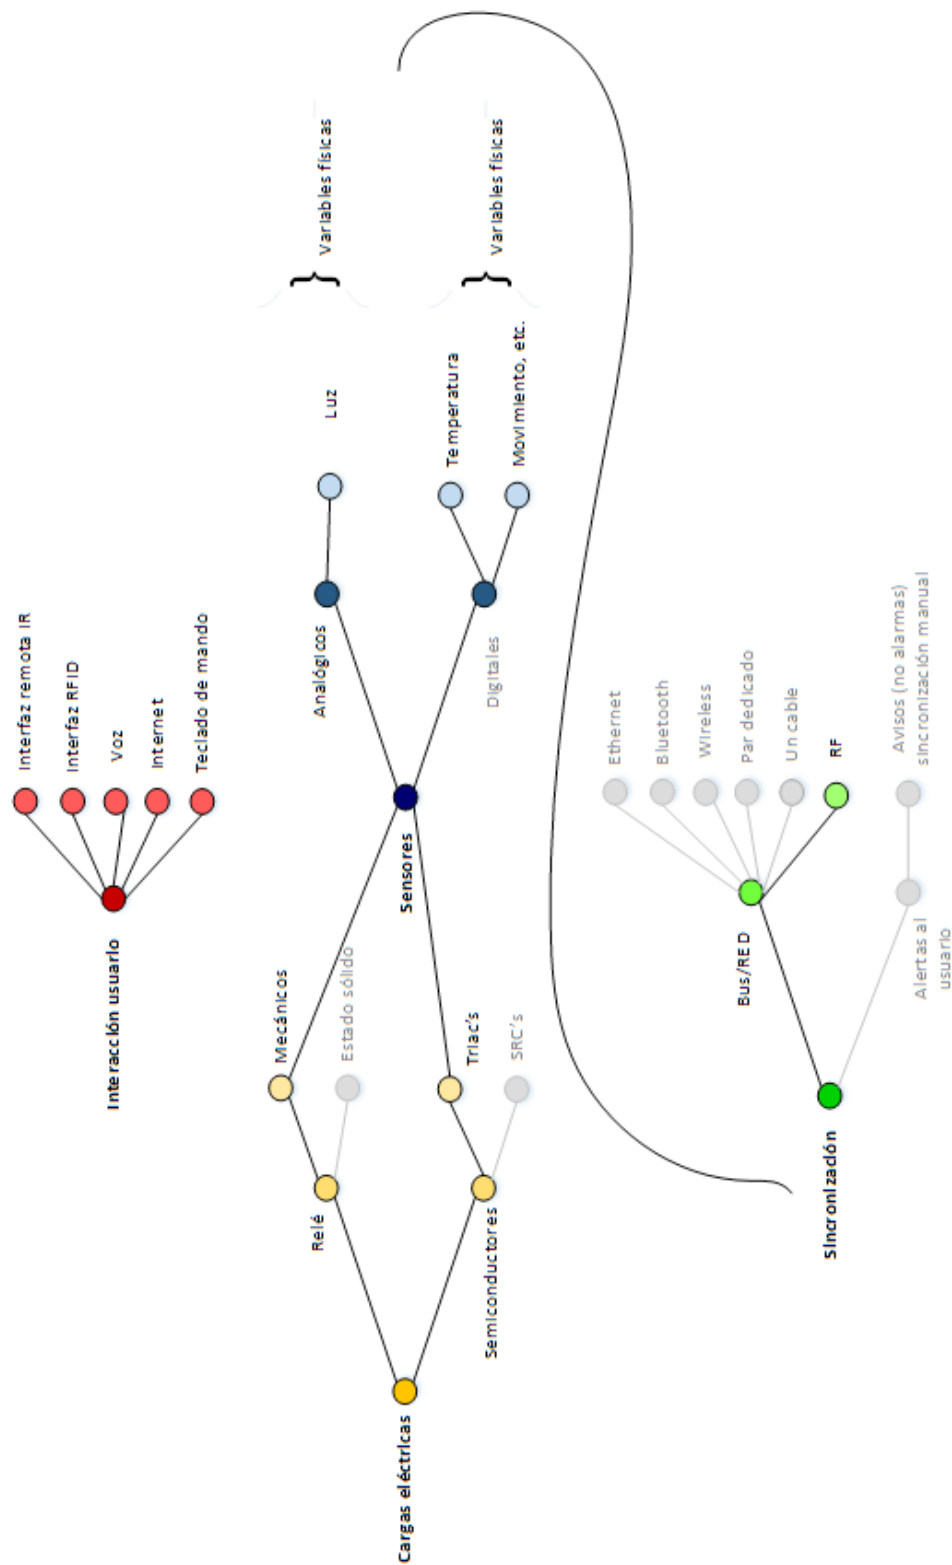 Interacción usuario
Interfaz remota IR
Interfaz RFID
Voz
Internet
Teclado de mando
Cargas eléctricas
Relé
Mecánicos
Estado sólido
Semiconductores
Triac's
SRC's
Sensores
Analógicos
Luz
Variables físicas
Digitales
Temperatura
Movimiento, etc.
Variables físicas
Sincronización
Bus/RED
Ethernet
Bluetooth
Wireless
Par dedicado
Un cable
RF
Alertas al
usuario
Avisos (no alarmas)
sincronización manual